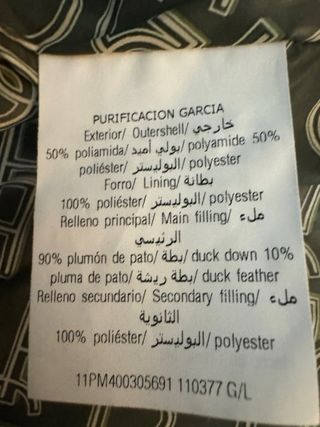 PURIFICACION GARCIA
Exterior/ Outershell/ خارجي
50% poliamida/ بولي أميد/ polyamide 50%
poliéster/ البوليستر/ polyester
Forro/ Lining/ بطانة
100% poliéster/ البوليستر/ polyester
Relleno principal/ Main filling/ ملء
الرئيسي
90% plumón de pato/ بطة/ duck down 10%
pluma de pato/ بطة ريشة/ duck feather
Relleno secundario/ Secondary filling/ ملء
الثانوية
100% poliéster/ البوليستر/ polyester
11PM400305691 110377 G/L